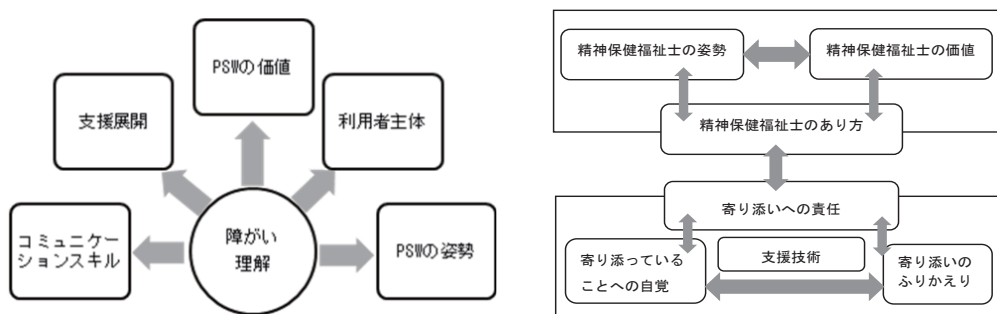 PSWの価値
支援展開
利用者主体
コミュニケー
ションスキル
障がい
理解
PSWの姿勢
精神保健福祉士の姿勢
精神保健福祉士の価値
精神保健福祉士のあり方
寄り添いへの責任
支援技術
寄り添っている
ことへの自覚
寄り添いの
ふりかえり